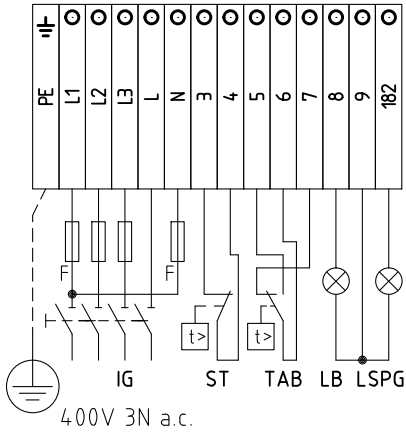 PE L1 L2 L3 L N 3 4 5 6 7 8 9 182
F F
t> t>
IG ST TAB LB LSPG
400V 3N a.c.